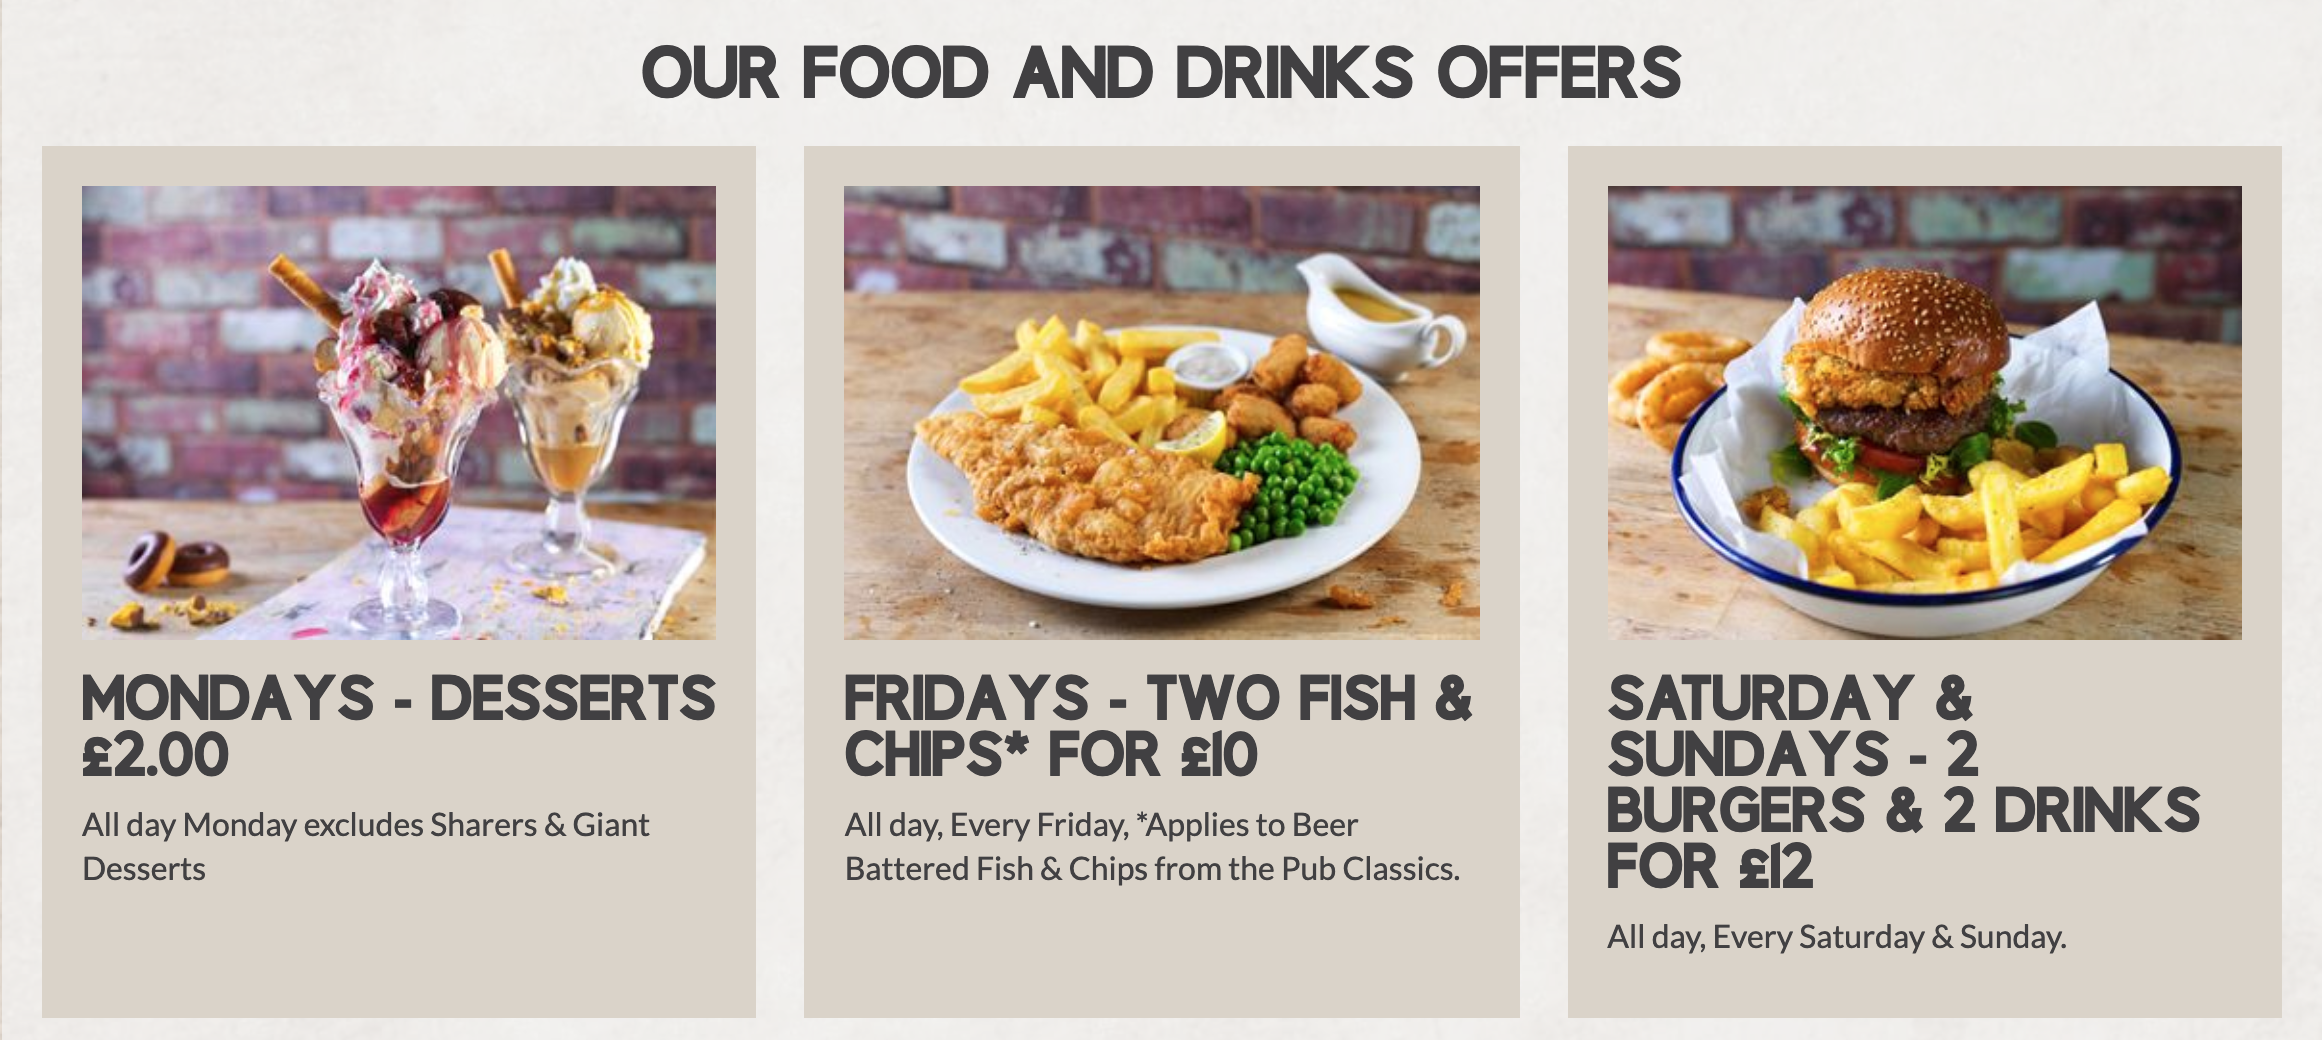 OUR FOOD AND DRINKS OFFERS
MONDAYS - DESSERTS
£2.00
All day Monday excludes Sharers & Giant
Desserts
FRIDAYS - TWO FISH &
CHIPS* FOR £10
All day, Every Friday, *Applies to Beer
Battered Fish & Chips from the Pub Classics.
SATURDAY &
SUNDAYS - 2
BURGERS & 2 DRINKS
FOR £12
All day, Every Saturday & Sunday.